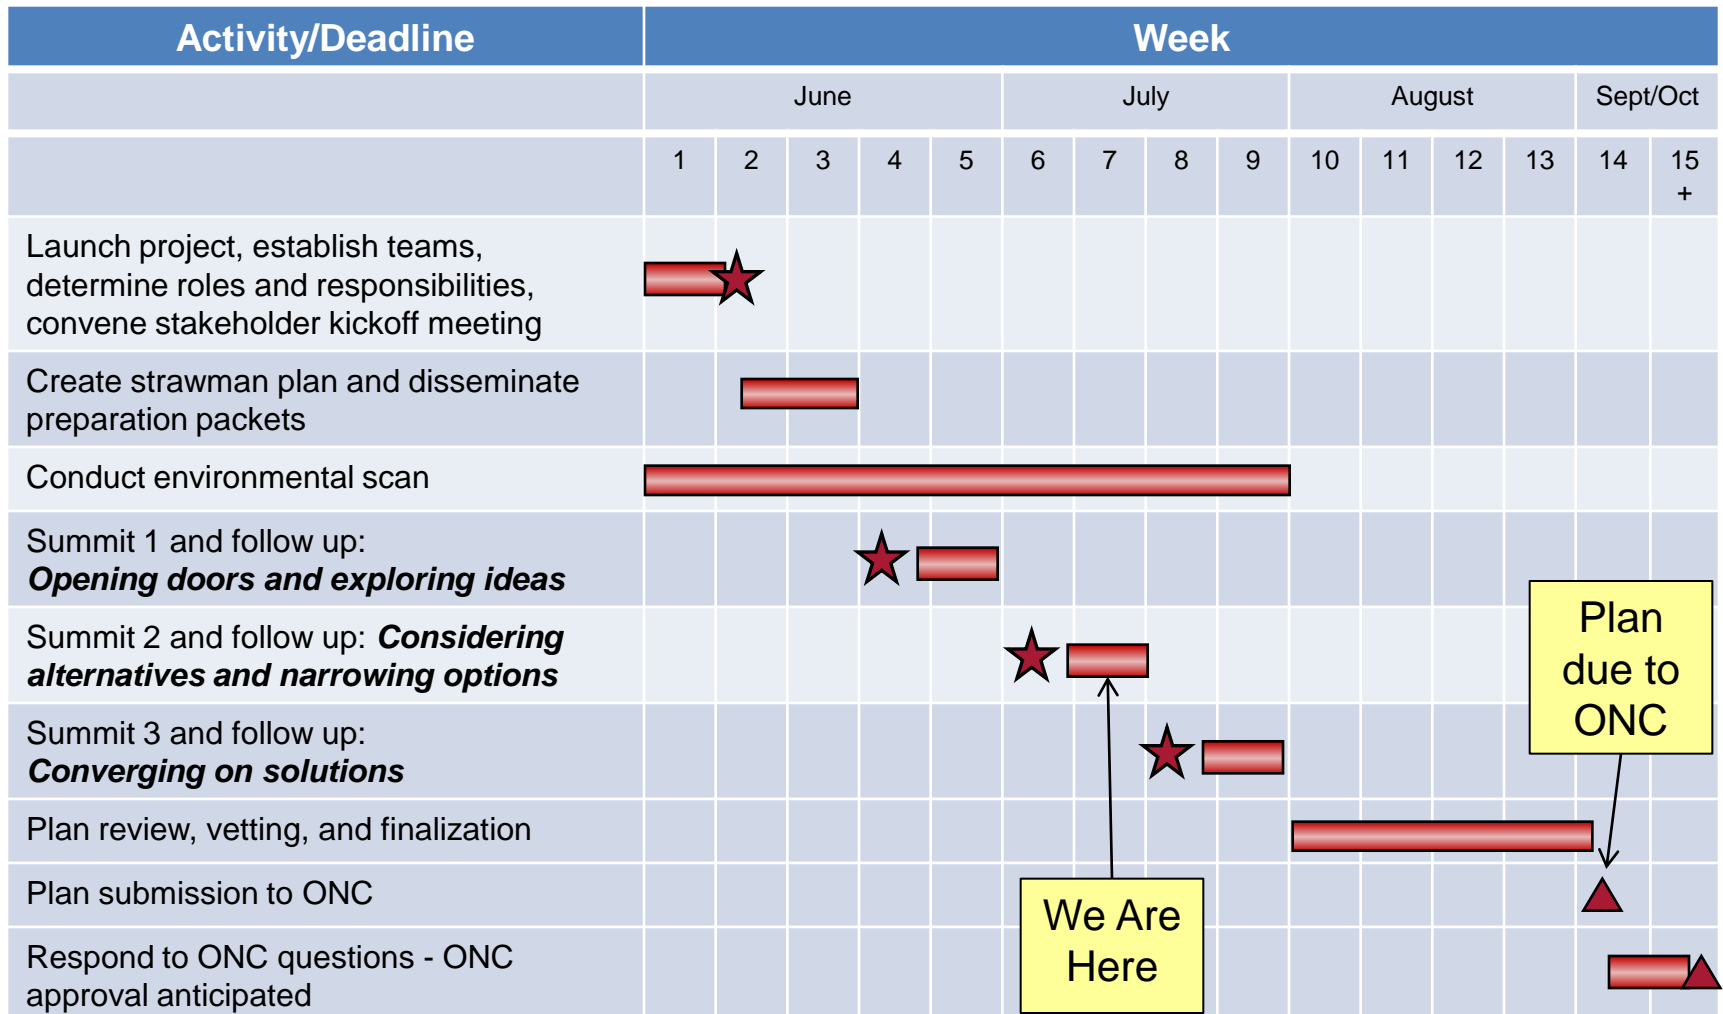 Activity/Deadline Week
June July August Sept/Oct
1 2 3 4 5 6 7 8 9 10 11 12 13 14 15
+
Launch project, establish teams,
determine roles and responsibilities,
convene stakeholder kickoff meeting
Create strawman plan and disseminate
preparation packets
Conduct environmental scan
Summit 1 and follow up:
Opening doors and exploring ideas
Summit 2 and follow up: Considering
alternatives and narrowing options
Plan
due to
ONC
Summit 3 and follow up:
Converging on solutions
Plan review, vetting, and finalization
Plan submission to ONC
We Are
Here
Respond to ONC questions - ONC
approval anticipated